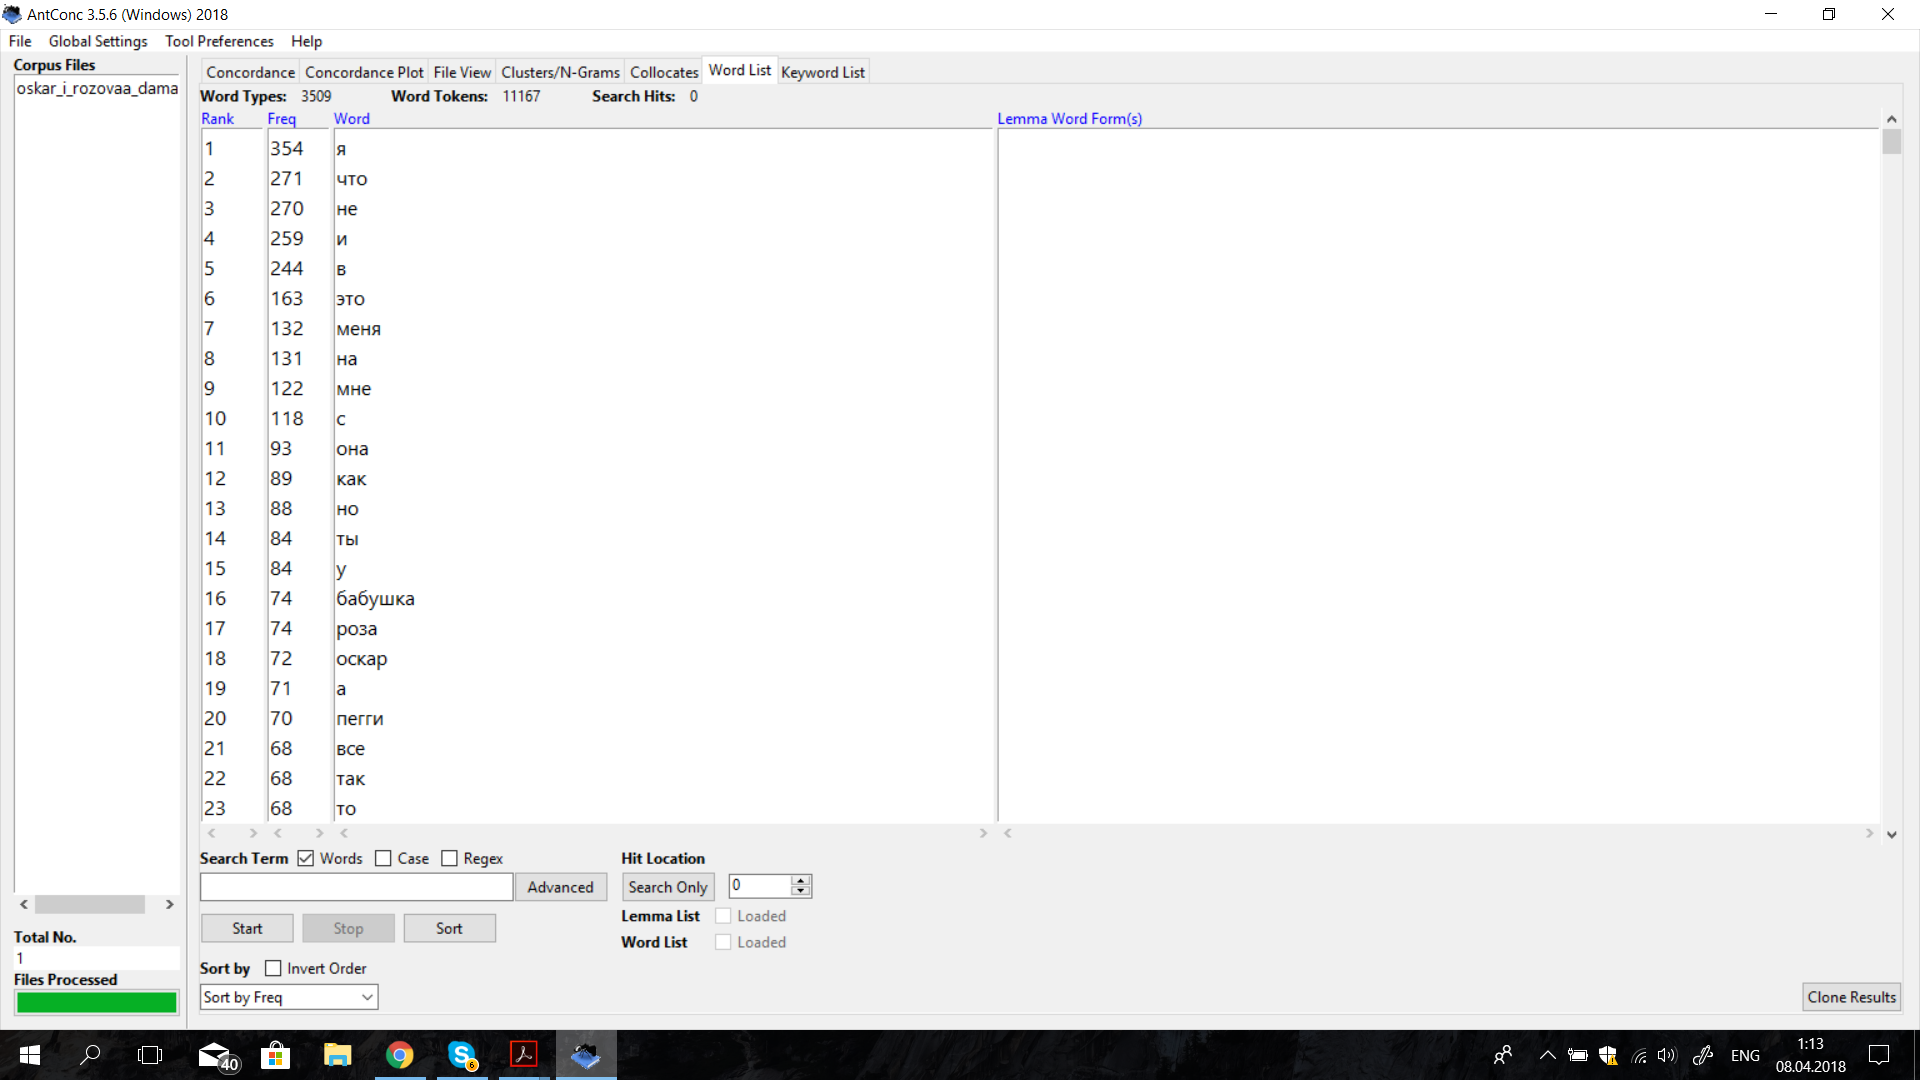 AntConc 3.5.6 (Windows) 2018
File Global Settings Tool Preferences Help
Corpus Files
oskar_i_rozovaa_dama
Concordance Concordance Plot File View Clusters/N-Grams Collocates Word List Keyword List
Word Types: 3509 Word Tokens: 11167 Search Hits: 0
Rank Freq Word Lemma Word Form(s)
1 354 я
2 271 что
3 270 не
4 259 и
5 244 в
6 163 это
7 132 меня
8 131 на
9 122 мне
10 118 с
11 93 она
12 89 как
13 88 но
14 84 ты
15 84 у
16 74 бабушка
17 74 роза
18 72 оскар
19 71 а
20 70 пегги
21 68 все
22 68 так
23 68 то
Search Term Words Case Regex Hit Location
Advanced Search Only 0
Start Stop Sort Lemma List Loaded
Word List Loaded
Total No.
1
Files Processed
Sort by Invert Order
Sort by Freq
Clone Results
40
6
ENG
1:13
08.04.2018